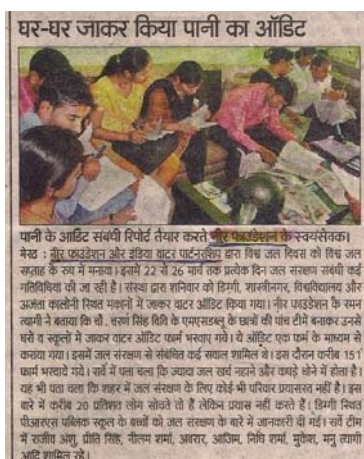 घर-घर जाकर किया पानी का ऑडिट
पानी के आडिट संबंधी रिपोर्ट तैयार करते नीर फाउंडेशन के स्वयंसेवक।
मेरठ : नीर फाउंडेशन और इंडिया वाटर पार्टनरशिप द्वारा विश्व जल दिवस को विश्व जल
सप्ताह के रुप में मनाया। इसमें 22 से 26 मार्च तक प्रत्येक दिन जल संरक्षण संबंधी कई
गतिविधियां की जा रही है। संस्था द्वारा शनिवार को डिग्गी, शास्त्रीनगर, विश्वविद्यालय और
अजंता कालोनी स्थित मकानों में जाकर वाटर ऑडिट किया गया। नीर फाउंडेशन के रमन
त्यागी ने बताया कि चौ. चरण सिंह विवि के एमएसडब्लू के छात्रों की पांच टीमें बनाकर उनसे
घरों व स्कूलों में जाकर वाटर ऑडिट फार्म भरवाए गये। ये ऑडिट एक फार्म के माध्यम से
कराया गया। इसमें जल संरक्षण से संबंधित कई सवाल शामिल थे। इस दौरान करीब 151
फार्म भरवाये गये। सर्वे में पता चला कि ज्यादा जल खर्च नहाने और कपड़े धोने में होता है।
यह भी पता चला कि शहर में जल संरक्षण के लिए कोई भी परिवार प्रयासरत नहीं है। इस
बारे में करीब 20 प्रतिशत लोग सोचते तो हैं लेकिन प्रयास नहीं करते हैं। डिग्गी स्थित
पीआरएस पब्लिक स्कूल के बच्चों को जल संरक्षण के बारे में जानकारी दी गई। सर्वे टीम
में राजीव अंशु, प्रीति सिंह, नीलम शर्मा, अबरार, आजिम, निधि शर्मा, मुकेश, मनु त्यागी
आदि शामिल रहे।